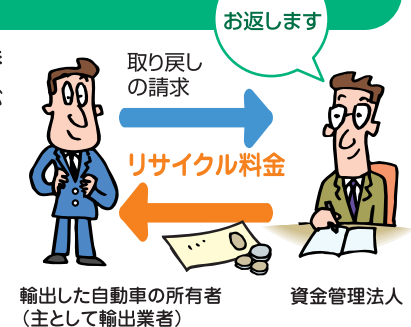 お返します
取り戻し
の請求
リサイクル料金
輸出した自動車の所有者
（主として輸出業者）
資金管理法人